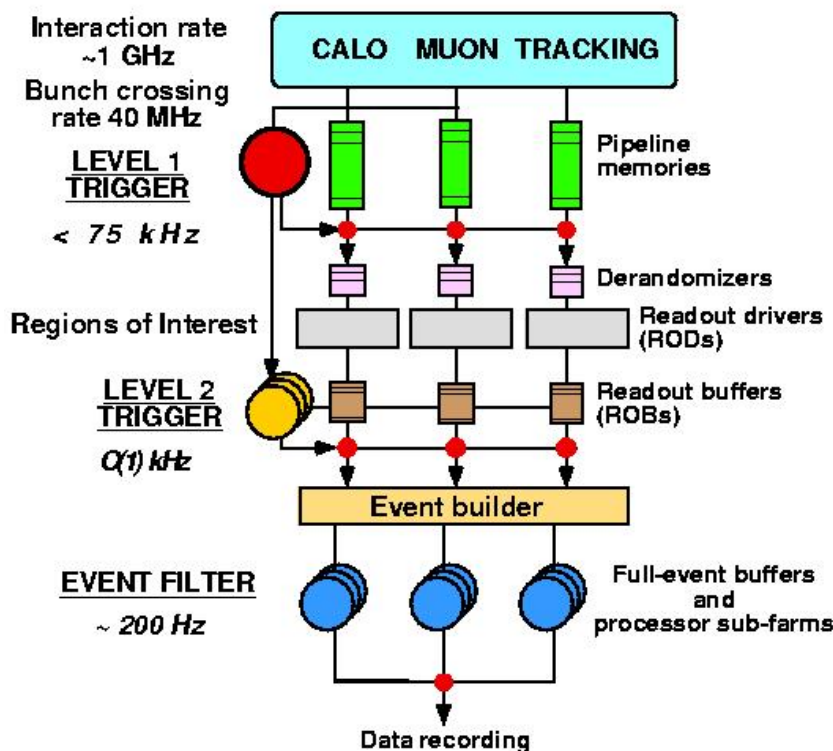 Interaction rate
~1 GHz
CALO MUON TRACKING
Bunch crossing
rate 40 MHz
Pipeline
memories
LEVEL 1
TRIGGER
< 75 kHz
Derandomizers
Regions of Interest
Readout drivers
(RODs)
LEVEL 2
TRIGGER
Readout buffers
(ROBs)
O(1) kHz
Event builder
EVENT FILTER
~ 200 Hz
Full-event buffers
and
processor sub-farms
Data recording